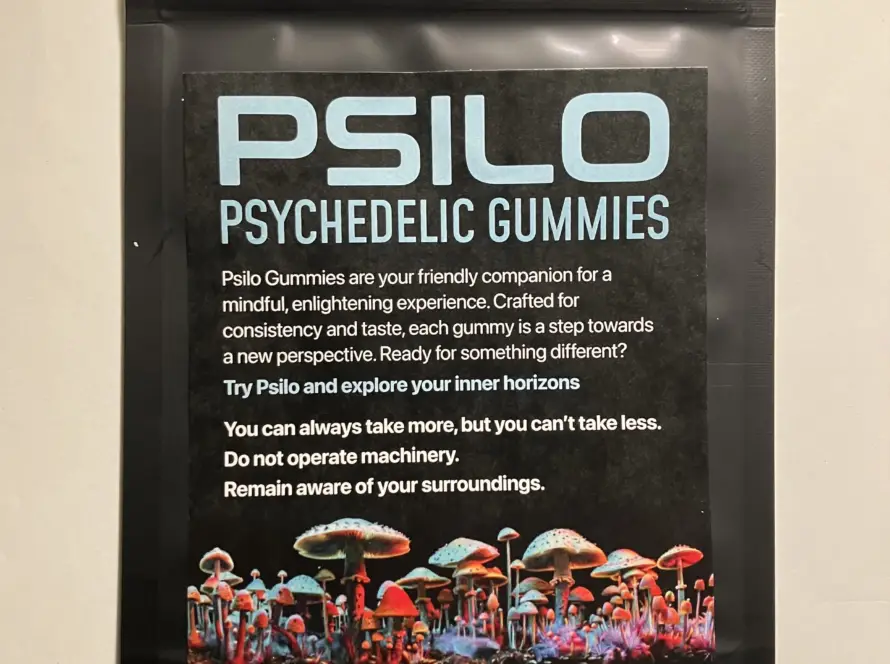 PSILO
PSYCHEDELIC GUMMIES
Psilo Gummies are your friendly companion for a
mindful, enlightening experience. Crafted for
consistency and taste, each gummy is a step towards
a new perspective. Ready for something different?
Try Psilo and explore your inner horizons
You can always take more, but you can't take less.
Do not operate machinery.
Remain aware of your surroundings.